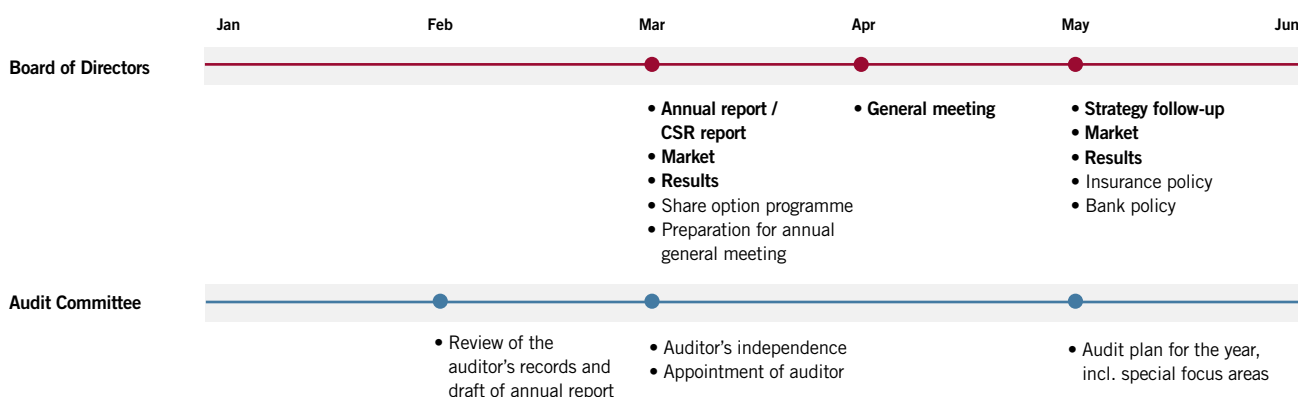 Jan Feb Mar Apr May Jun
Board of Directors
• Annual report /
CSR report
• Market
• Results
• Share option programme
• Preparation for annual
general meeting
• General meeting
• Strategy follow-up
• Market
• Results
• Insurance policy
• Bank policy
Audit Committee
• Review of the
auditor's records and
draft of annual report
• Auditor's independence
• Appointment of auditor
• Audit plan for the year,
incl. special focus areas